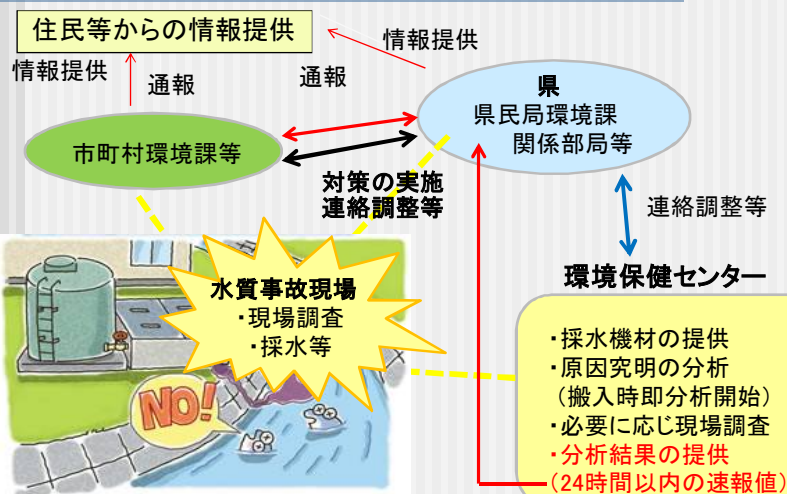 住民等からの情報提供
情報提供
情報提供
通報
通報
県
県民局環境課
関係部局等
市町村環境課等
対策の実施
連絡調整等
連絡調整等
環境保健センター
水質事故現場
・現場調査
・採水等
NO!
・採水機材の提供
・原因究明の分析
(搬入時即分析開始)
・必要に応じ現場調査
・分析結果の提供
(24時間以内の速報値)